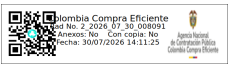 olombia Compra Eficiente
ad No. 2_2026_07_30_008091
Anexos: No Con copia: No
Fecha: 30/07/2026 14:11:25
Agencia Nacional
de Contratación Pública
Colombia Compra Eficiente